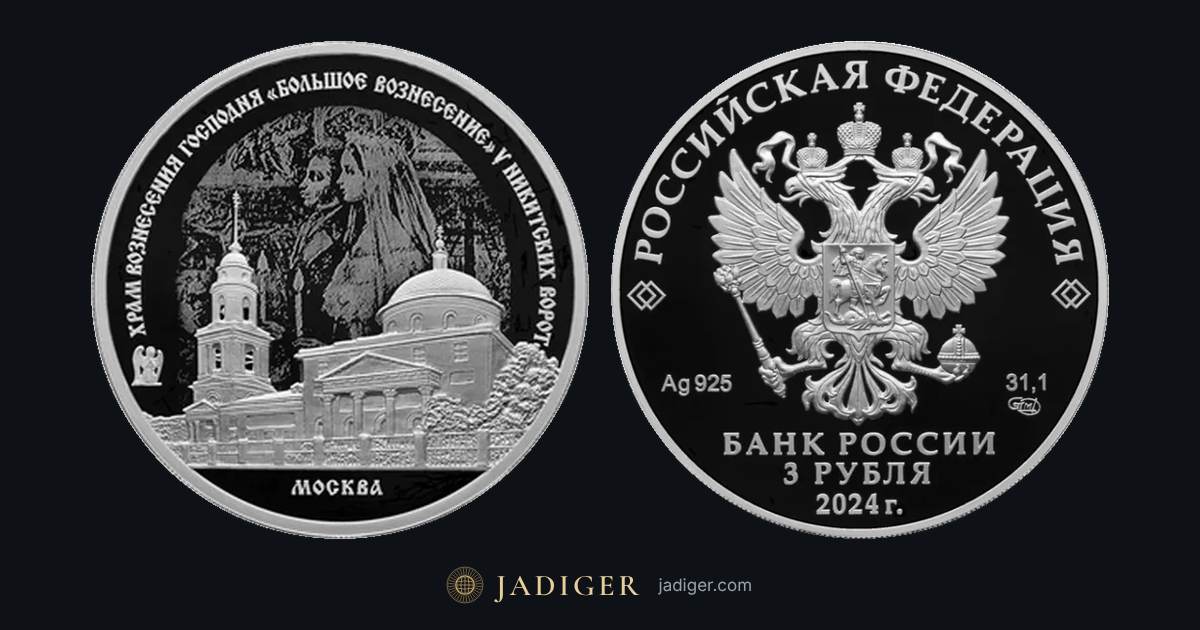 ХРАМ ВОЗНЕСЕНИЯ ГОСПОДНЯ «БОЛЬШОЕ ВОЗНЕСЕНИЕ» У НИКИТСКИХ ВОРОТ
МОСКВА
РОССИЙСКАЯ ФЕДЕРАЦИЯ
Ag 925
31,1
БАНК РОССИИ
3 РУБЛЯ
2024 г.
JADIGER jadiger.com